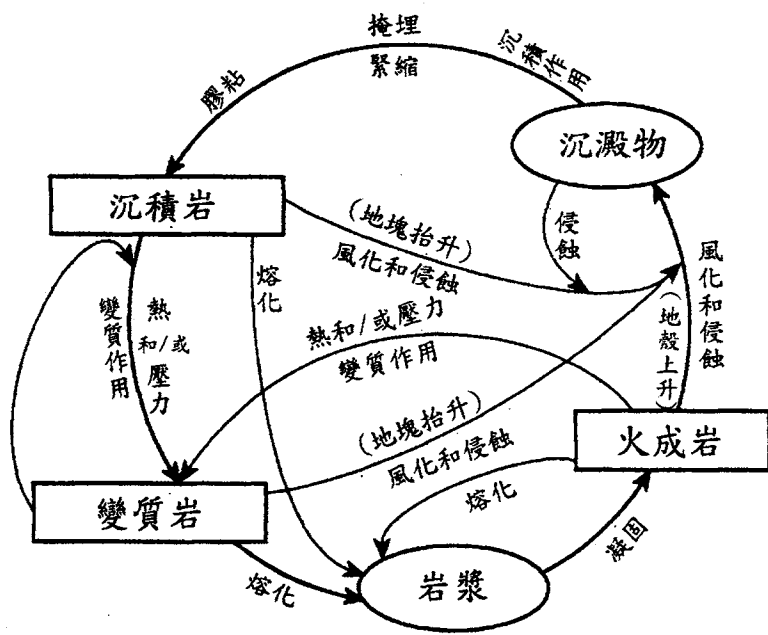 掩埋
緊縮
沉積作用
膠粘
沉澱物
沉積岩
(地塊抬升)
風化和侵蝕
侵蝕
風化和侵蝕
(地殼上升)
熔化
變質作用
熱
和/或
壓力
熱和/或壓力
變質作用
(地塊抬升)
風化和侵蝕
火成岩
熔化
變質岩
熔化
岩漿
凝固